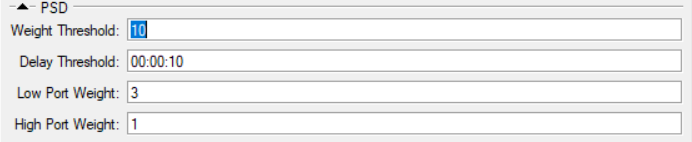 PSD
Weight Threshold: 10
Delay Threshold: 00:00:10
Low Port Weight: 3
High Port Weight: 1